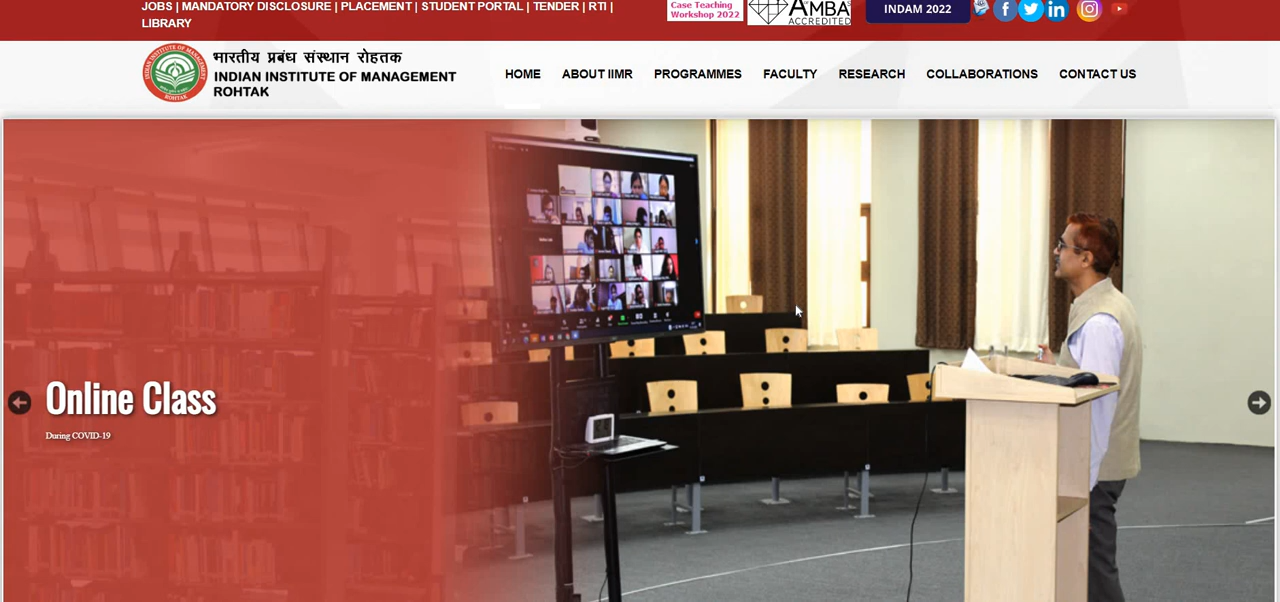 JOBS | MANDATORY DISCLOSURE | PLACEMENT | STUDENT PORTAL | TENDER | RTI |
LIBRARY
Case Teaching
Workshop 2022
AMBA
ACCREDITED
INDAM 2022
भारतीय प्रबंध संस्थान रोहतक
INDIAN INSTITUTE OF MANAGEMENT
ROHTAK
HOME ABOUT IIMR PROGRAMMES FACULTY RESEARCH COLLABORATIONS CONTACT US
Online Class
During COVID-19